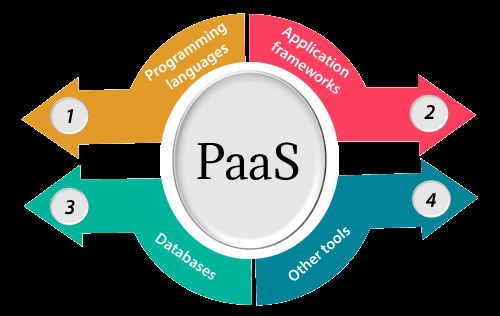 Programming
languages
1
Application
frameworks
2
PaaS
3
Databases
Other tools
4